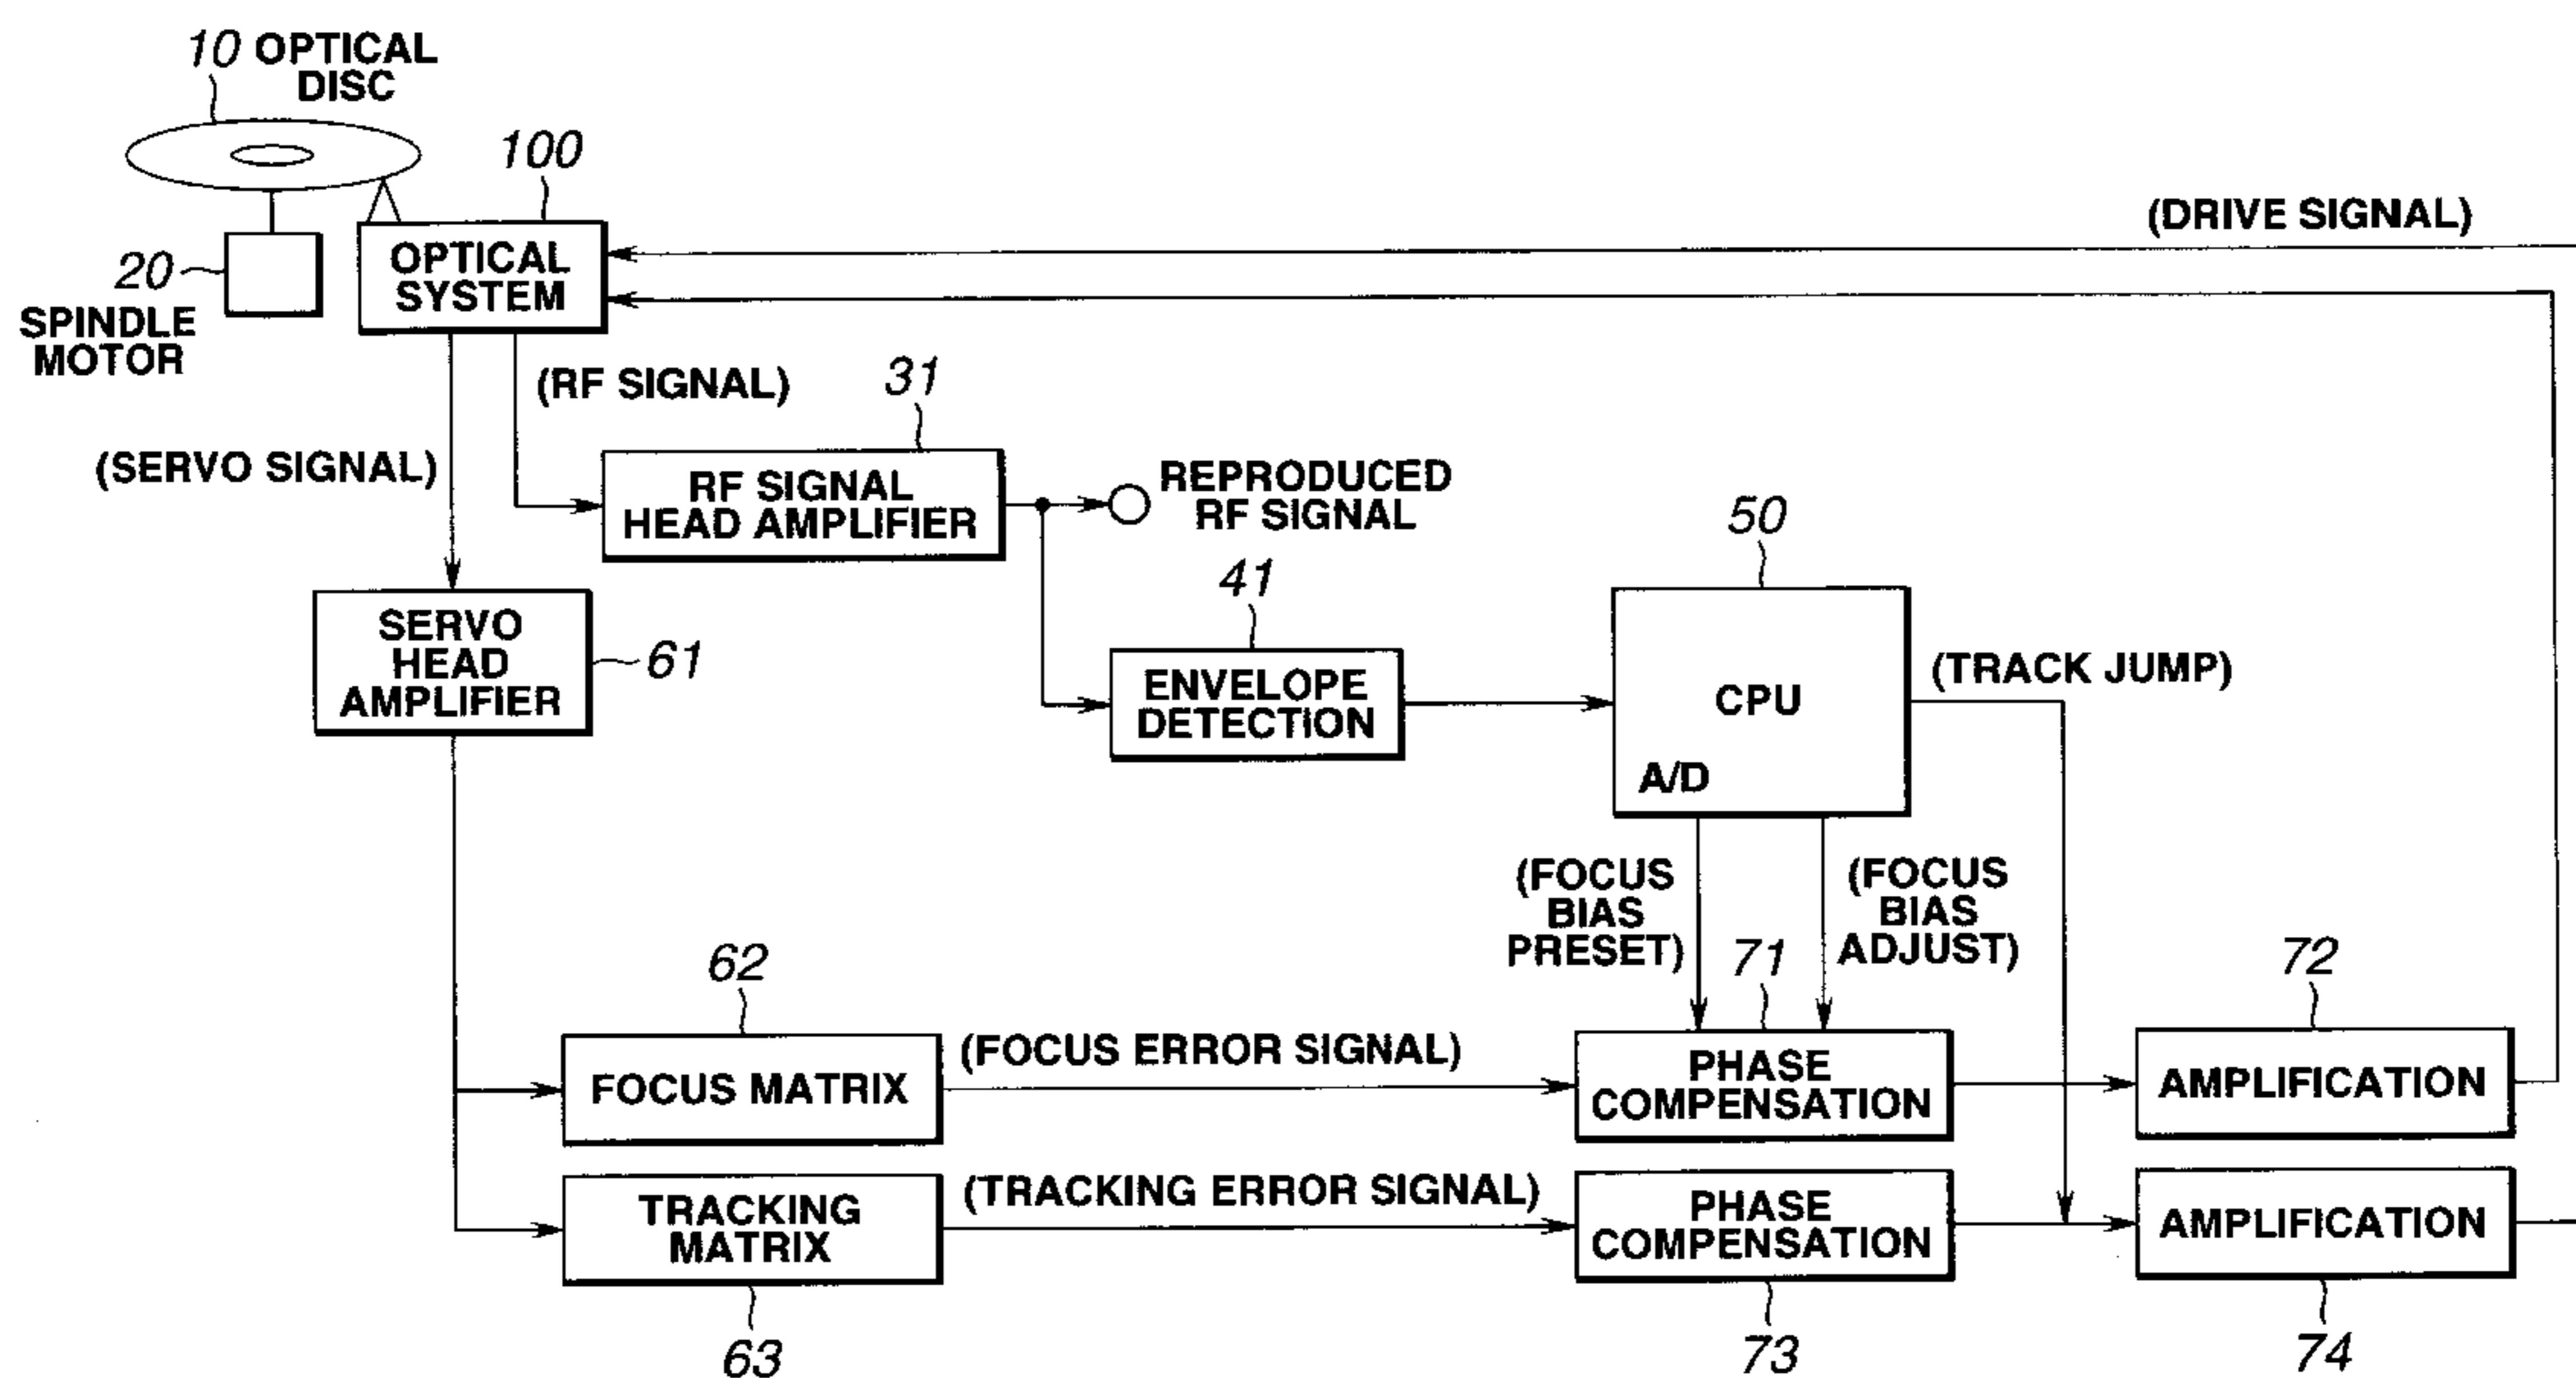 10 OPTICAL
DISC
100
(DRIVE SIGNAL)
20
OPTICAL
SYSTEM
SPINDLE
MOTOR
(RF SIGNAL)
31
(SERVO SIGNAL)
RF SIGNAL
HEAD AMPLIFIER
REPRODUCED
RF SIGNAL
50
41
SERVO
HEAD
AMPLIFIER
61
ENVELOPE
DETECTION
CPU
A/D
(TRACK JUMP)
(FOCUS
BIAS
PRESET)
(FOCUS
BIAS
ADJUST)
62
71
72
FOCUS MATRIX
(FOCUS ERROR SIGNAL)
PHASE
COMPENSATION
AMPLIFICATION
TRACKING
MATRIX
(TRACKING ERROR SIGNAL)
PHASE
COMPENSATION
AMPLIFICATION
63
73
74